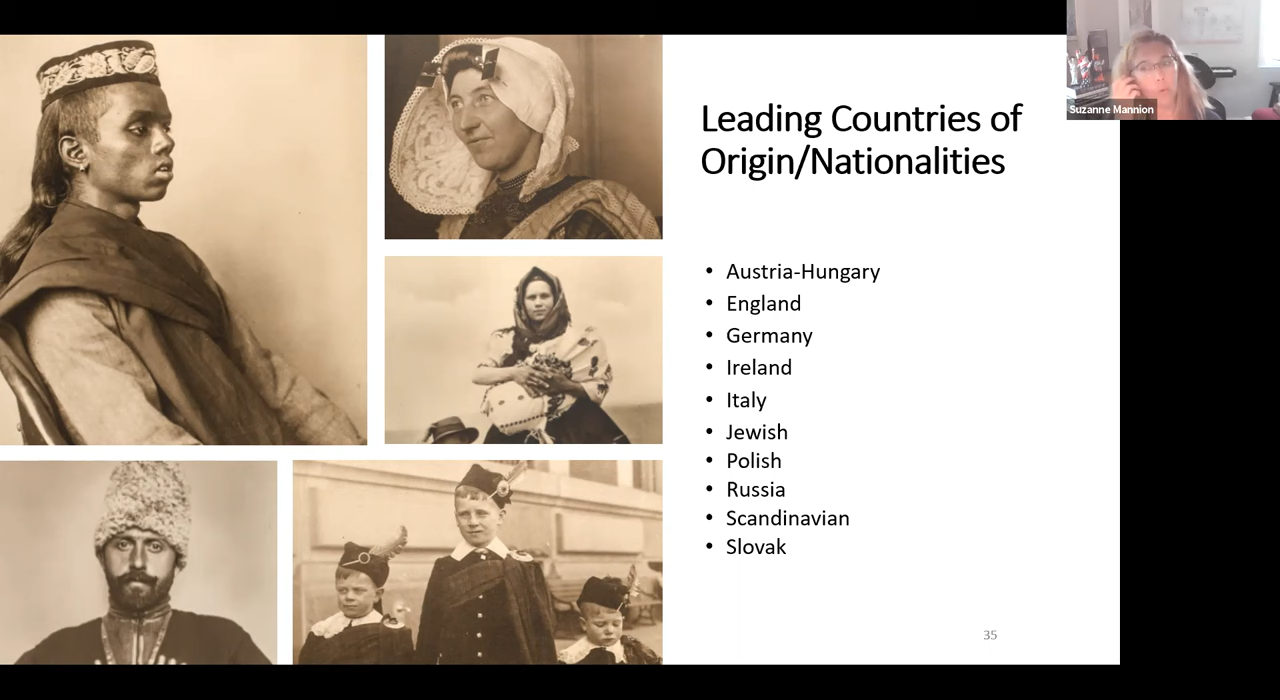 Suzanne Mannion
Leading Countries of
Origin/Nationalities
• Austria-Hungary
• England
• Germany
• Ireland
• Italy
• Jewish
• Polish
• Russia
• Scandinavian
• Slovak
35